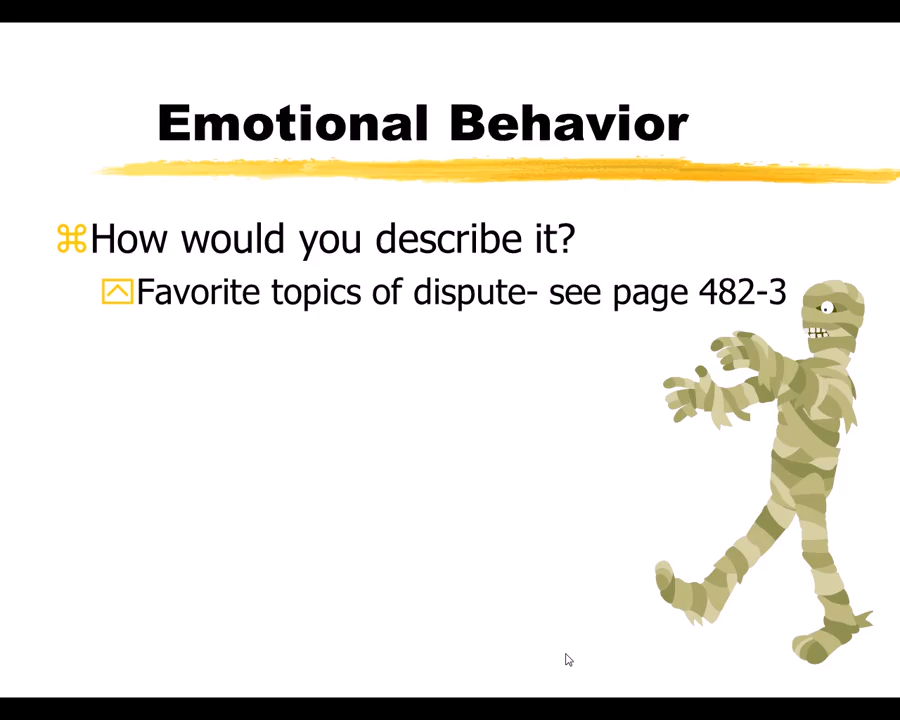 Emotional Behavior
How would you describe it?
Favorite topics of dispute- see page 482-3